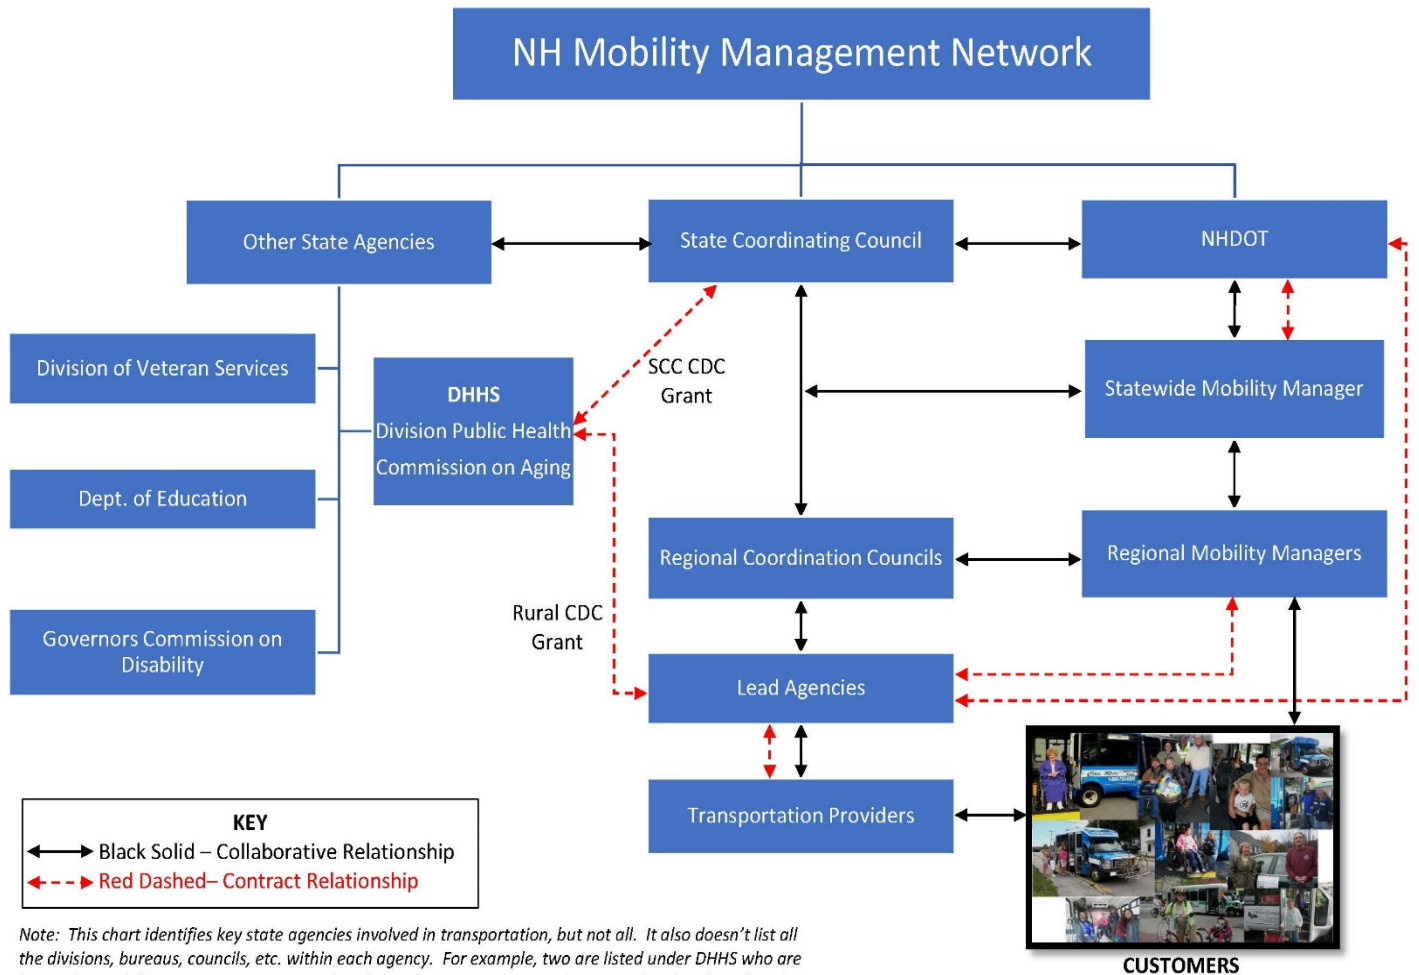 NH Mobility Management Network
Other State Agencies
State Coordinating Council
NHDOT
Division of Veteran Services
DHHS
Division Public Health
Commission on Aging
SCC CDC
Grant
Statewide Mobility Manager
Dept. of Education
Regional Coordination Councils
Regional Mobility Managers
Governors Commission on
Disability
Rural CDC
Grant
Lead Agencies
Transportation Providers
KEY
Black Solid – Collaborative Relationship
Red Dashed– Contract Relationship
Note: This chart identifies key state agencies involved in transportation, but not all. It also doesn't list all
the divisions, bureaus, councils, etc. within each agency. For example, two are listed under DHHS who are
CUSTOMERS